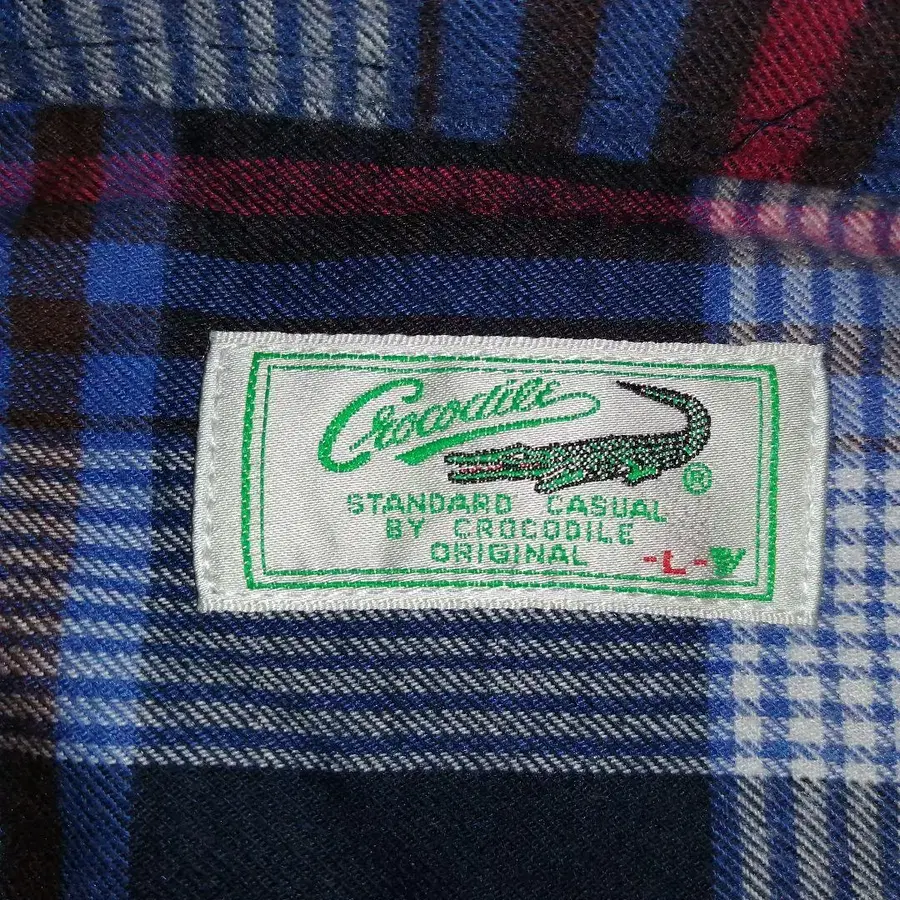 Crocodile
®
STANDARD CASUAL
BY CROCODILE
ORIGINAL -L-